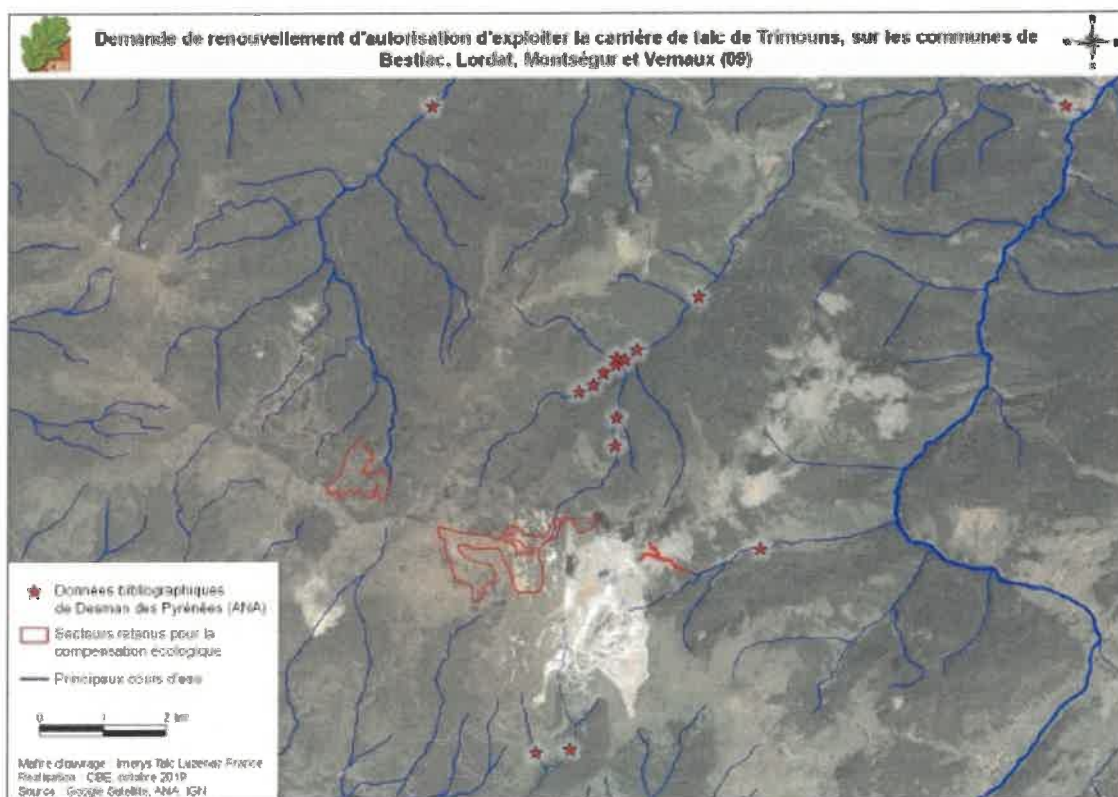 Demande de renouvellement d'autorisation d'exploiter la carrière de talc de Trimouns, sur les communes de
Bestiac, Lordat, Montségur et Vernaux (09)
Données bibliographiques
de Desman des Pyrénées (ANA)
Secteurs retenus pour la
compensation écologique
Principaux cours d'eau
0 1 2 km
Maître d'ouvrage : Imerys Talc Luzenac France
Réalisation : CBE, octobre 2019
Source : Google Satellite, ANA, IGN